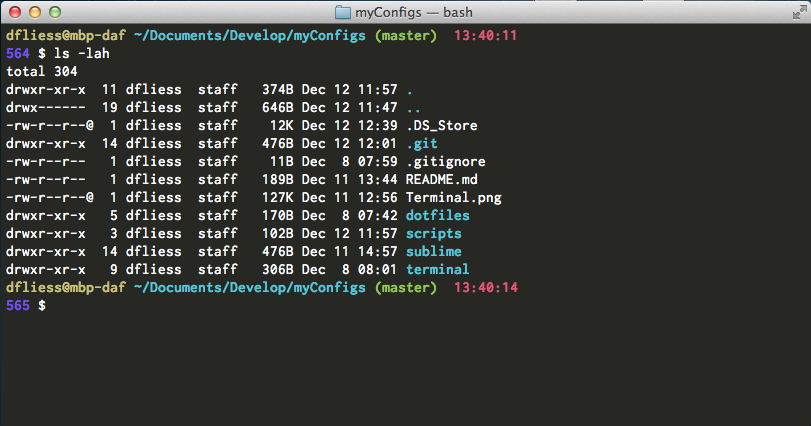 myConfigs — bash
dfliess@mbp-daf ~/Documents/Develop/myConfigs (master)  13:40:11
564 $ ls -lah
total 304
drwxr-xr-x  11 dfliess  staff   374B Dec 12 11:57 .
drwx------  19 dfliess  staff   646B Dec 12 11:47 ..
-rw-r--r--@  1 dfliess  staff    12K Dec 12 12:39 .DS_Store
drwxr-xr-x  14 dfliess  staff   476B Dec 12 12:01 .git
-rw-r--r--   1 dfliess  staff    11B Dec  8 07:59 .gitignore
-rw-r--r--   1 dfliess  staff   189B Dec 11 13:44 README.md
-rw-r--r--@  1 dfliess  staff   127K Dec 11 12:56 Terminal.png
drwxr-xr-x   5 dfliess  staff   170B Dec  8 07:42 dotfiles
drwxr-xr-x   3 dfliess  staff   102B Dec 12 11:57 scripts
drwxr-xr-x  14 dfliess  staff   476B Dec 11 14:57 sublime
drwxr-xr-x   9 dfliess  staff   306B Dec  8 08:01 terminal
dfliess@mbp-daf ~/Documents/Develop/myConfigs (master)  13:40:14
565 $